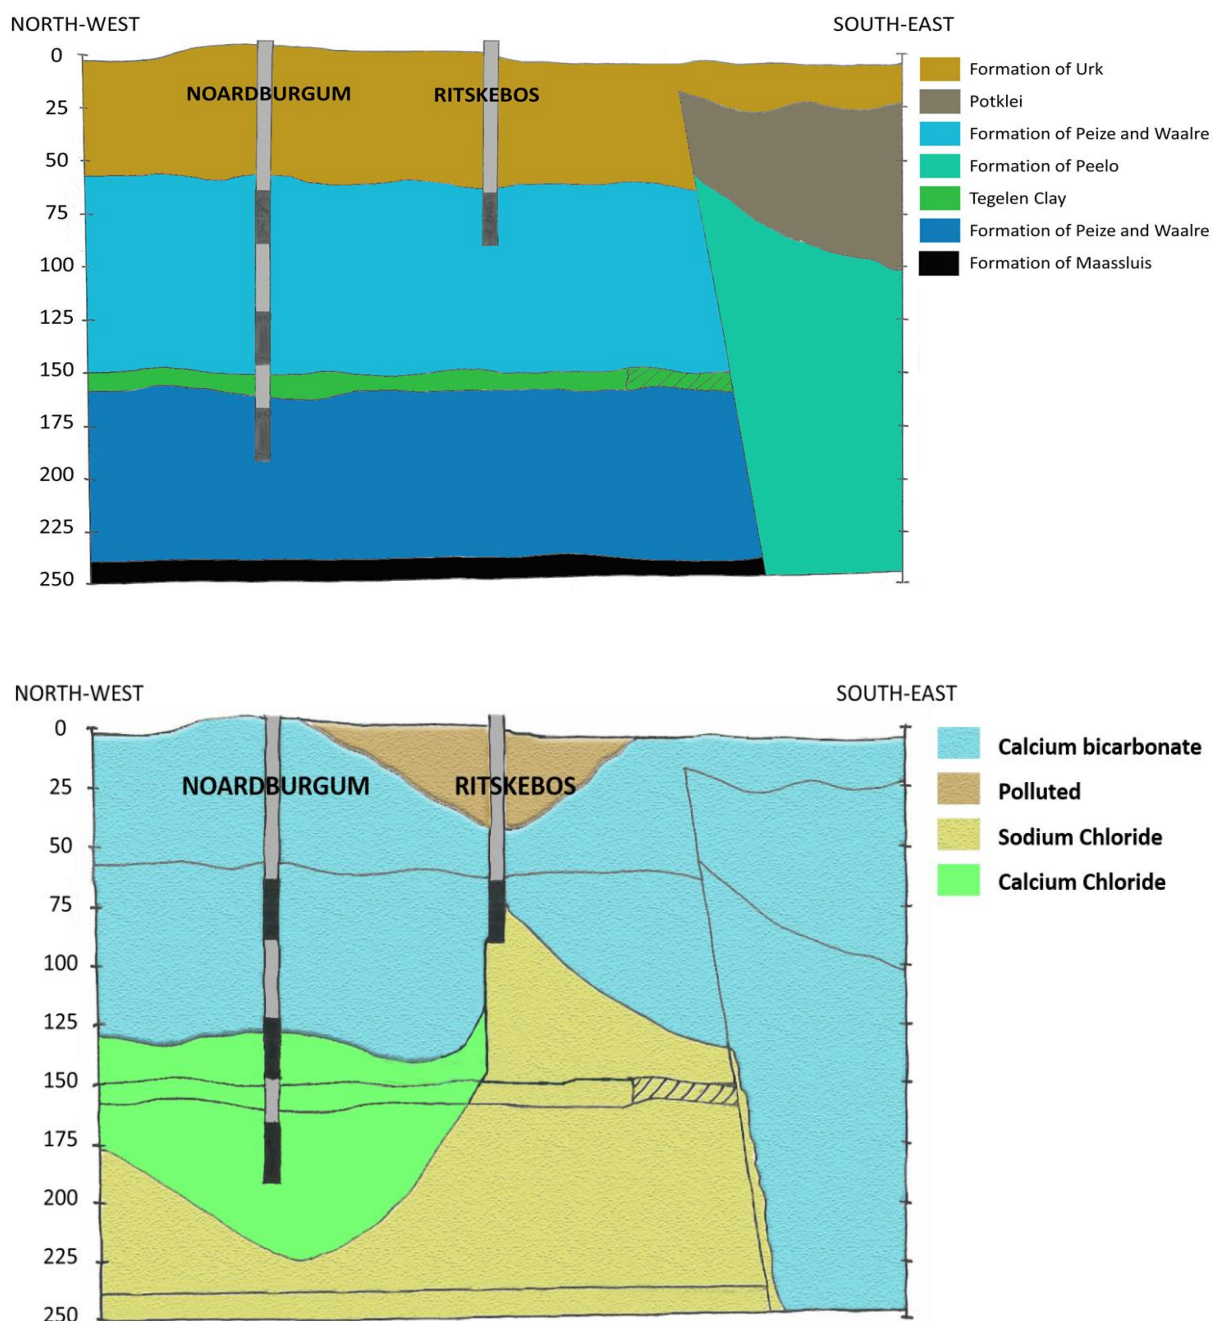 NORTH-WEST
SOUTH-EAST
0
25
50
75
100
125
150
175
200
225
250
NOARDBURGUM
RITSKEBOS
Formation of Urk
Potklei
Formation of Peize and Waalre
Formation of Peelo
Tegelen Clay
Formation of Peize and Waalre
Formation of Maassluis
NORTH-WEST
SOUTH-EAST
0
25
50
75
100
125
150
175
200
225
250
NOARDBURGUM
RITSKEBOS
Calcium bicarbonate
Polluted
Sodium Chloride
Calcium Chloride